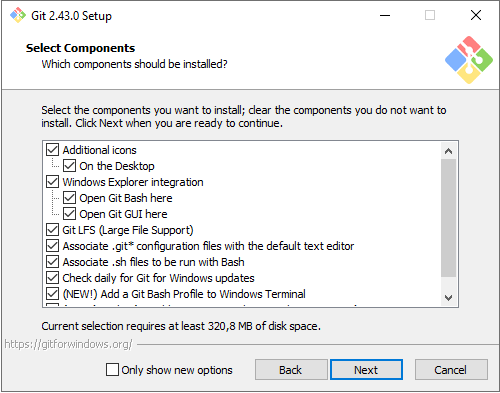 Git 2.43.0 Setup
Select Components
Which components should be installed?
Select the components you want to install; clear the components you do not want to
install. Click Next when you are ready to continue.
Additional icons
On the Desktop
Windows Explorer integration
Open Git Bash here
Open Git GUI here
Git LFS (Large File Support)
Associate .git* configuration files with the default text editor
Associate .sh files to be run with Bash
Check daily for Git for Windows updates
(NEW!) Add a Git Bash Profile to Windows Terminal
Current selection requires at least 320,8 MB of disk space.
https://gitforwindows.org/
Only show new options
Back
Next
Cancel